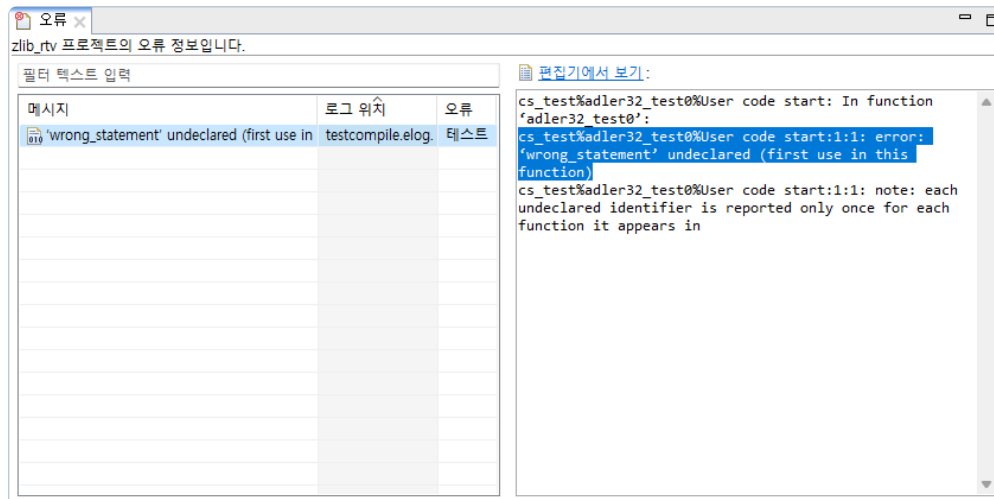 오류
zlib_rtv 프로젝트의 오류 정보입니다.
필터 텍스트 입력
메시지 로그 위치 오류
‘wrong_statement’ undeclared (first use in testcompile.elog. 테스트
편집기에서 보기:
cs_test%adler32_test0%User code start: In function
‘adler32_test0’:
cs_test%adler32_test0%User code start:1:1: error:
‘wrong_statement’ undeclared (first use in this
function)
cs_test%adler32_test0%User code start:1:1: note: each
undeclared identifier is reported only once for each
function it appears in